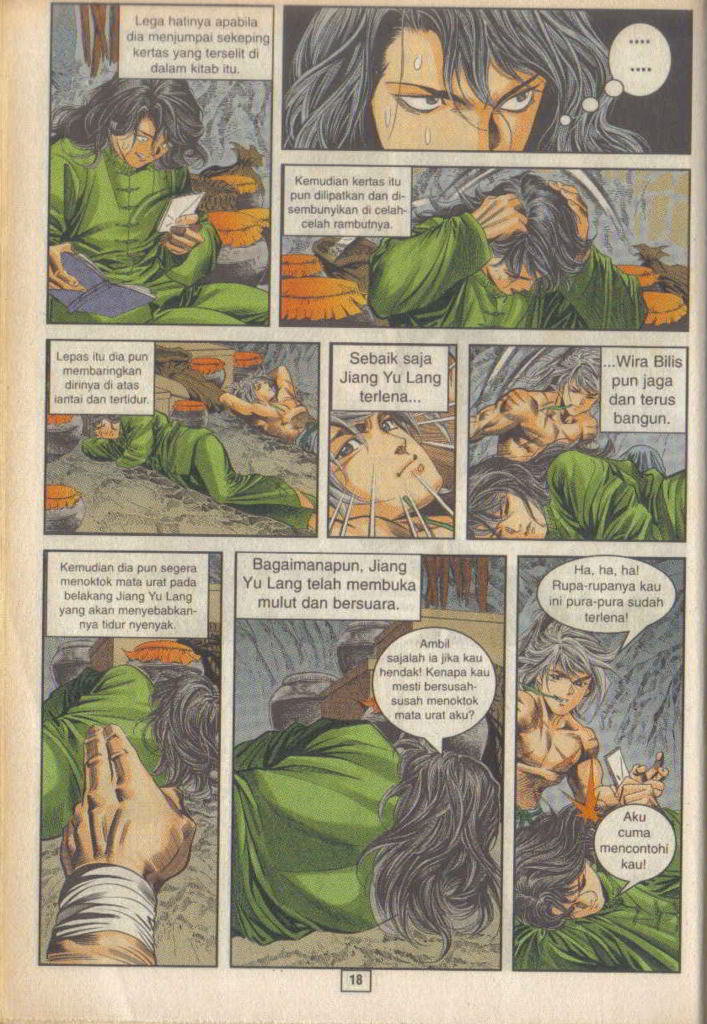 Lega hatinya apabila
dia menjumpai sekeping
kertas yang terselit di
dalam kitab itu.
....
....
Kemudian kertas itu
pun dilipatkan dan di-
sembunyikan di celah-
celah rambutnya.
Lepas itu dia pun
membaringkan
dirinya di atas
iantai dan tertidur.
Sebaik saja
Jiang Yu Lang
terlena...
...Wira Bilis
pun jaga
dan terus
bangun.
Kemudian dia pun segera
menoktok mata urat pada
belakang Jiang Yu Lang
yang akan menyebabkan-
nya tidur nyenyak.
Bagaimanapun, Jiang
Yu Lang telah membuka
mulut dan bersuara.
Ambil
sajalah ia jika kau
hendak! Kenapa kau
mesti bersusah-
susah menoktok
mata urat aku?
Ha, ha, ha!
Rupa-rupanya kau
ini pura-pura sudah
terlena!
Aku
cuma
mencontohi
kau!
18